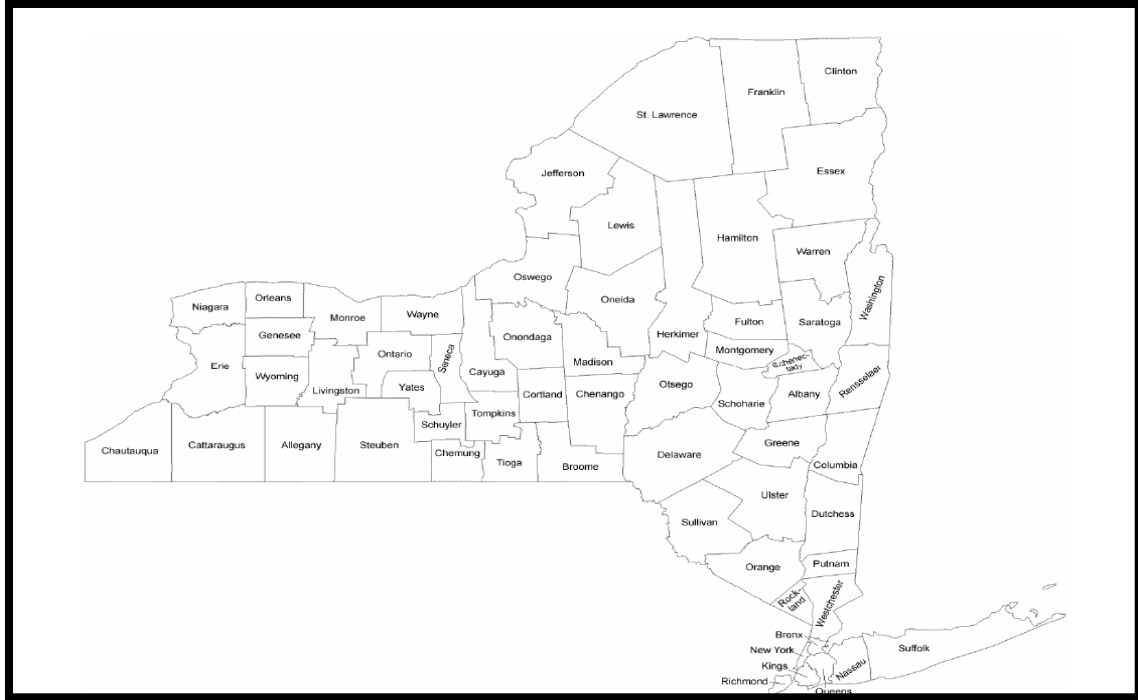 Clinton
Franklin
St. Lawrence
Essex
Jefferson
Lewis
Hamilton
Warren
Oswego
Washington
Oneida
Orleans
Niagara
Monroe
Wayne
Fulton
Saratoga
Herkimer
Genesee
Onondaga
Montgomery
Ontario
Seneca
Madison
Schenec-
tady
Erie
Cayuga
Wyoming
Yates
Otsego
Rensselaer
Livingston
Cortland
Chenango
Albany
Schoharie
Tompkins
Schuyler
Greene
Cattaraugus
Allegany
Steuben
Chautauqua
Chemung
Delaware
Tioga
Broome
Columbia
Ulster
Dutchess
Sullivan
Putnam
Orange
Rock-
land
Westchester
Bronx
New York
Suffolk
Kings
Nassau
Richmond
Queens